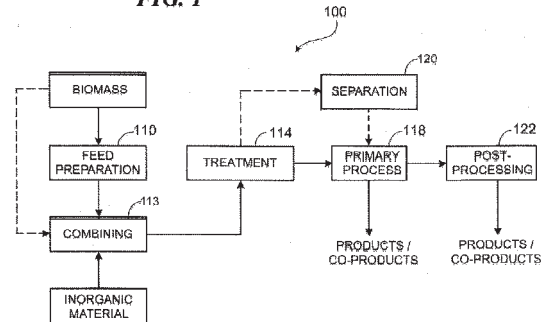 FIG. 1
100
BIOMASS
110
FEED
PREPARATION
113
COMBINING
INORGANIC
MATERIAL
114
TREATMENT
120
SEPARATION
118
PRIMARY
PROCESS
122
POST-
PROCESSING
PRODUCTS /
CO-PRODUCTS
PRODUCTS /
CO-PRODUCTS